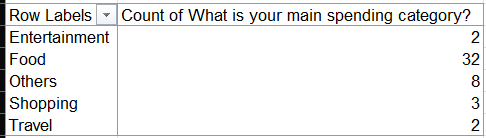 Row Labels Count of What is your main spending category?
Entertainment 2
Food 32
Others 8
Shopping 3
Travel 2